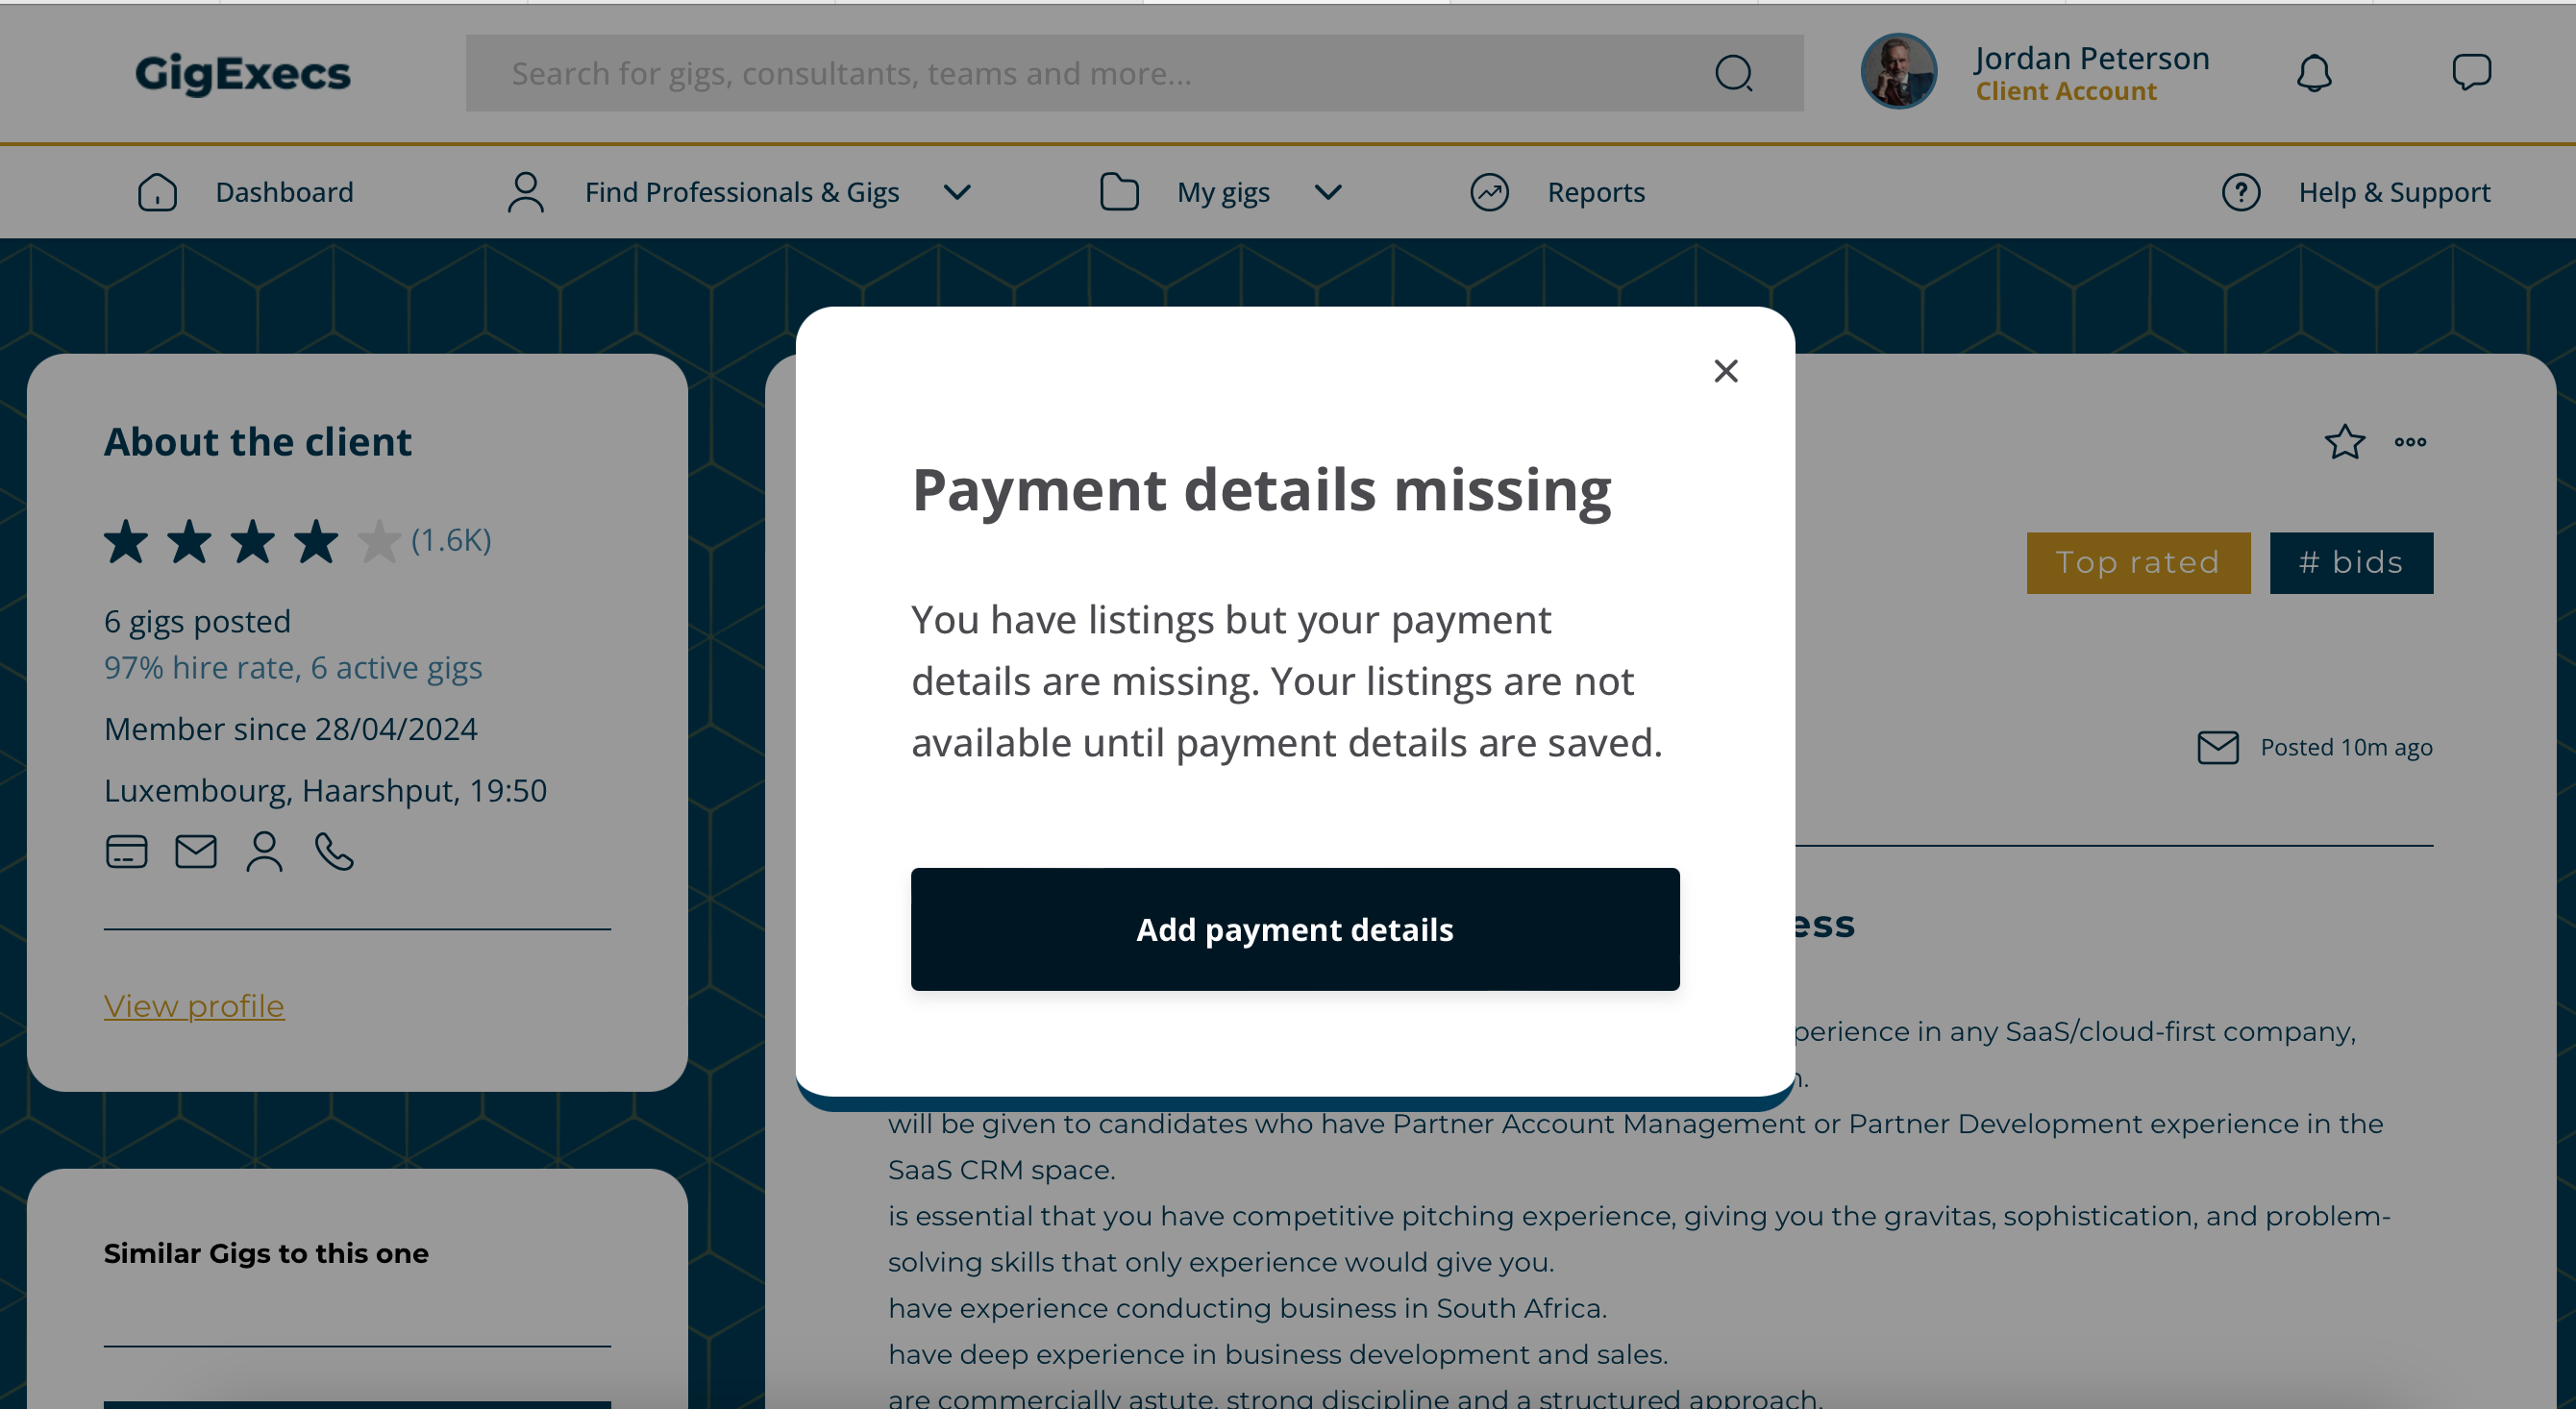 GigExecs
Search for gigs, consultants, teams and more...
Jordan Peterson
Client Account
Dashboard
Find Professionals & Gigs
My gigs
Reports
Help & Support
About the client
(1.6K)
6 gigs posted
97% hire rate, 6 active gigs
Member since 28/04/2024
Luxembourg, Haarshput, 19:50
View profile
Similar Gigs to this one
Payment details missing
You have listings but your payment
details are missing. Your listings are not
available until payment details are saved.
Add payment details
Top rated
# bids
Posted 10m ago
ess
perience in any SaaS/cloud-first company,
will be given to candidates who have Partner Account Management or Partner Development experience in the
SaaS CRM space.
is essential that you have competitive pitching experience, giving you the gravitas, sophistication, and problem-
solving skills that only experience would give you.
have experience conducting business in South Africa.
have deep experience in business development and sales.
are commercially astute, strong discipline and a structured approach.